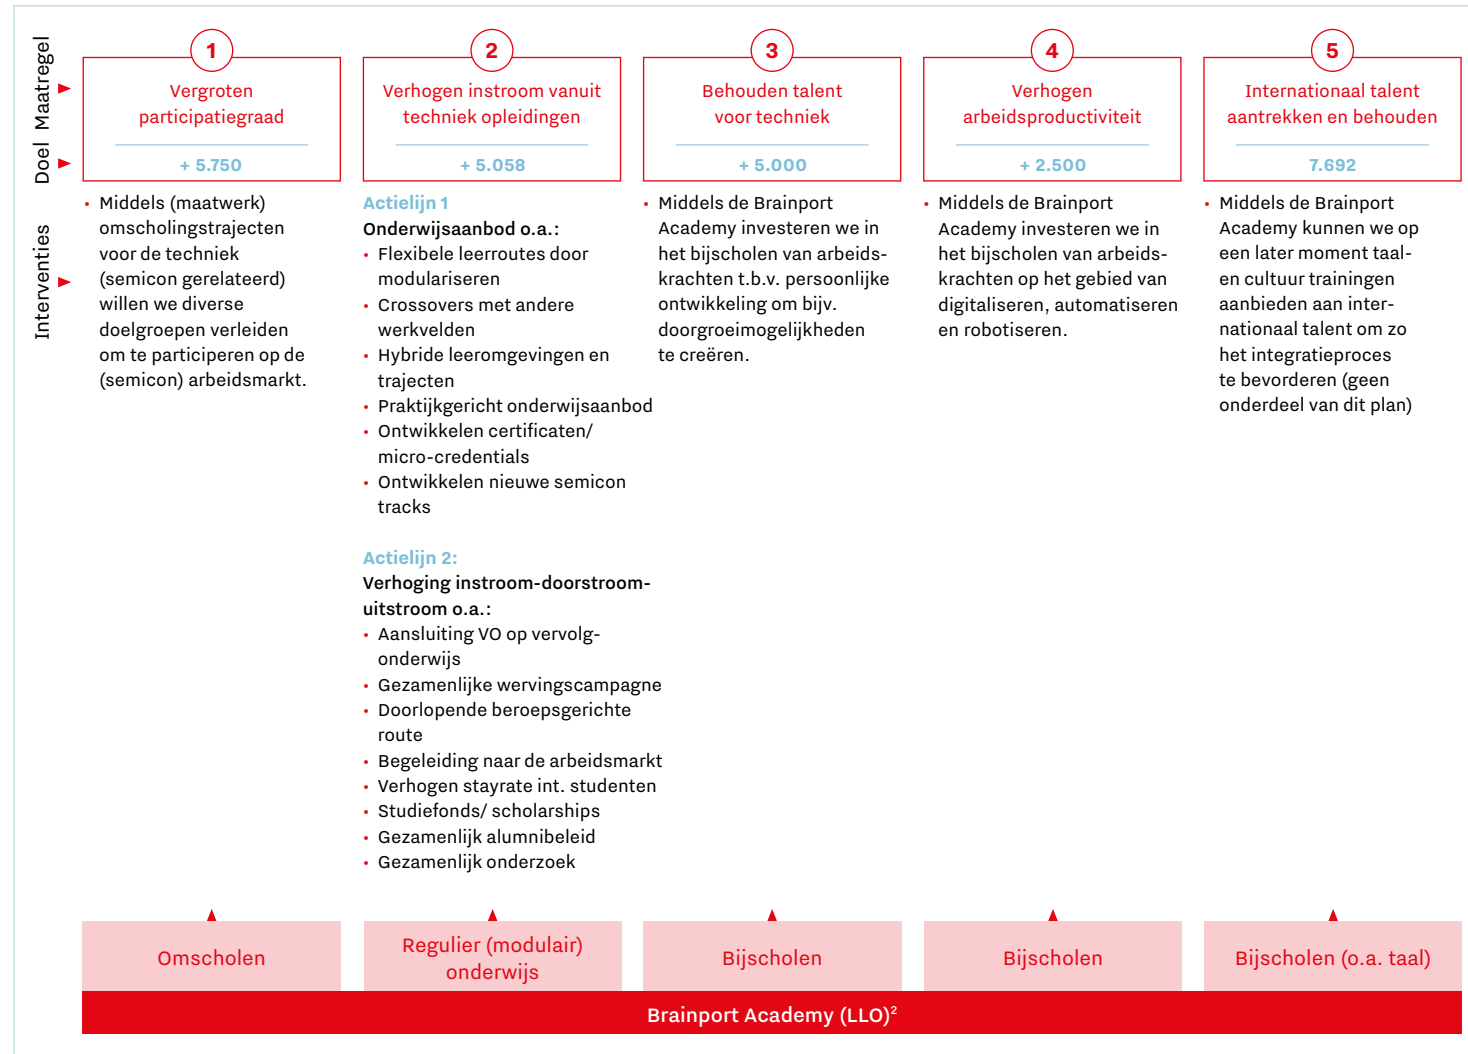 Maatregel
Doel
Interventies
1
Vergroten
participatiegraad
+ 5.750
• Middels (maatwerk)
omscholingstrajecten
voor de techniek
(semicon gerelateerd)
willen we diverse
doelgroepen verleiden
om te participeren op de
(semicon) arbeidsmarkt.
2
Verhogen instroom vanuit
techniek opleidingen
+ 5.058
Actielijn 1
Onderwijsaanbod o.a.:
• Flexibele leerroutes door
modulariseren
• Crossovers met andere
werkvelden
• Hybride leeromgevingen en
trajecten
• Praktijkgericht onderwijsaanbod
• Ontwikkelen certificaten/
micro-credentials
• Ontwikkelen nieuwe semicon
tracks
Actielijn 2:
Verhoging instroom-doorstroom-
uitstroom o.a.:
• Aansluiting VO op vervolg-
onderwijs
• Gezamenlijke wervingscampagne
• Doorlopende beroepsgerichte
route
• Begeleiding naar de arbeidsmarkt
• Verhogen stayrate int. studenten
• Studiefonds/ scholarships
• Gezamenlijk alumnibeleid
• Gezamenlijk onderzoek
3
Behouden talent
voor techniek
+ 5.000
• Middels de Brainport
Academy investeren we in
het bijscholen van arbeids-
krachten t.b.v. persoonlijke
ontwikkeling om bijv.
doorgroeimogelijkheden
te creëren.
4
Verhogen
arbeidsproductiviteit
+ 2.500
• Middels de Brainport
Academy investeren we in
het bijscholen van arbeids-
krachten op het gebied van
digitaliseren, automatiseren
en robotiseren.
5
Internationaal talent
aantrekken en behouden
7.692
• Middels de Brainport
Academy kunnen we op
een later moment taal-
en cultuur trainingen
aanbieden aan inter-
nationaal talent om zo
het integratieproces
te bevorderen (geen
onderdeel van dit plan)
Omscholen
Regulier (modulair)
onderwijs
Bijscholen
Bijscholen
Bijscholen (o.a. taal)
Brainport Academy (LLO)²